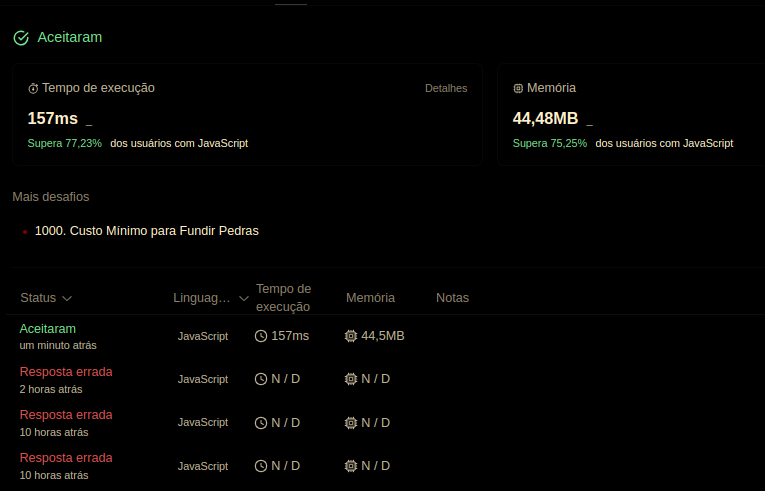 Aceitaram
Tempo de execução
Detalhes
Memória
157ms
44,48MB
Supera 77,23% dos usuários com JavaScript
Supera 75,25% dos usuários com JavaScript
Mais desafios
1000. Custo Mínimo para Fundir Pedras
Status
Linguag…
Tempo de
execução
Memória
Notas
Aceitaram
um minuto atrás
JavaScript
157ms
44,5MB
Resposta errada
2 horas atrás
JavaScript
N / D
N / D
Resposta errada
10 horas atrás
JavaScript
N / D
N / D
Resposta errada
10 horas atrás
JavaScript
N / D
N / D